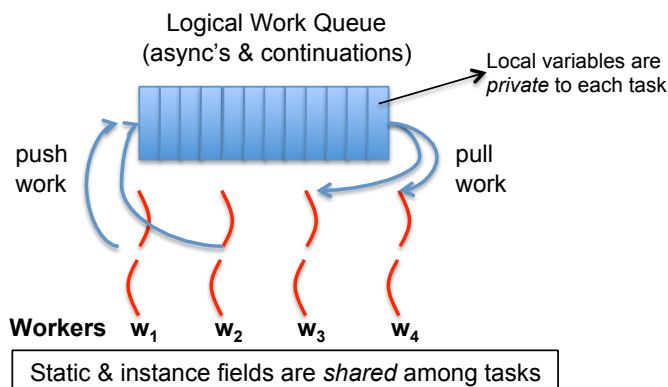 Logical Work Queue
(async's & continuations)
Local variables are
private to each task
push
work
pull
work
Workers w₁ w₂ w₃ w₄
Static & instance fields are shared among tasks